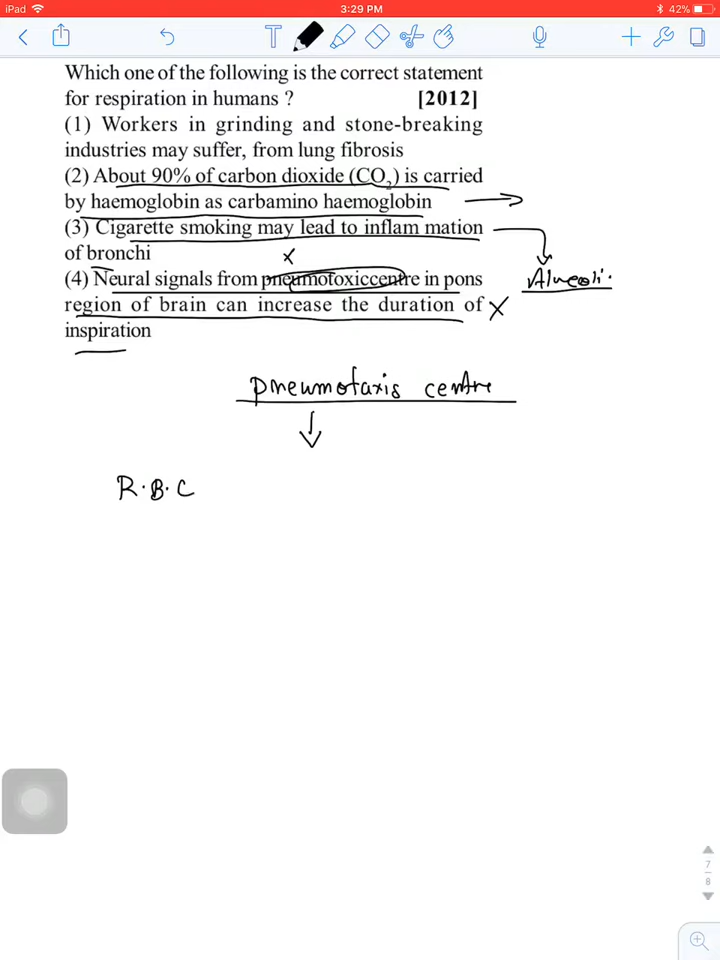 iPad 3:29 PM 42%
T
Which one of the following is the correct statement
for respiration in humans ? [2012]
(1) Workers in grinding and stone-breaking
industries may suffer, from lung fibrosis
(2) About 90% of carbon dioxide (CO₂) is carried
by haemoglobin as carbamino haemoglobin
(3) Cigarette smoking may lead to inflam mation
of bronchi
x
(4) Neural signals from pneumotoxiccentre in pons
Alueoli.
region of brain can increase the duration of x
inspiration
pneumotaxis centre
R.B.C
7
8